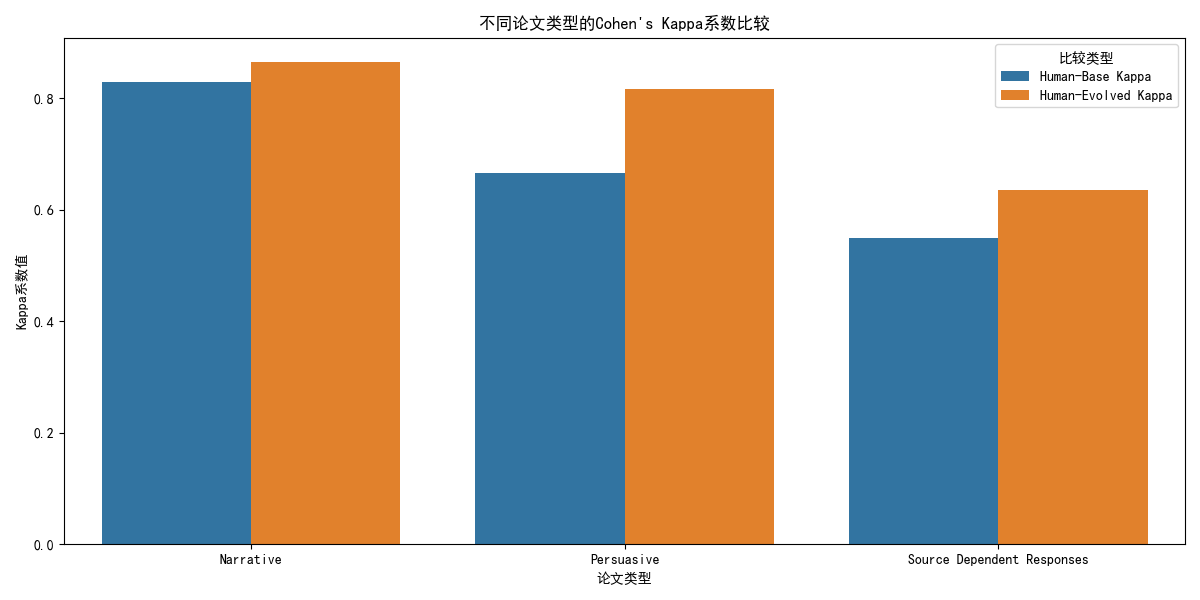 不同论文类型的Cohen's Kappa系数比较
比较类型
Human-Base Kappa
Human-Evolved Kappa
Kappa系数值
0.8
0.6
0.4
0.2
0.0
Narrative
Persuasive
Source Dependent Responses
论文类型